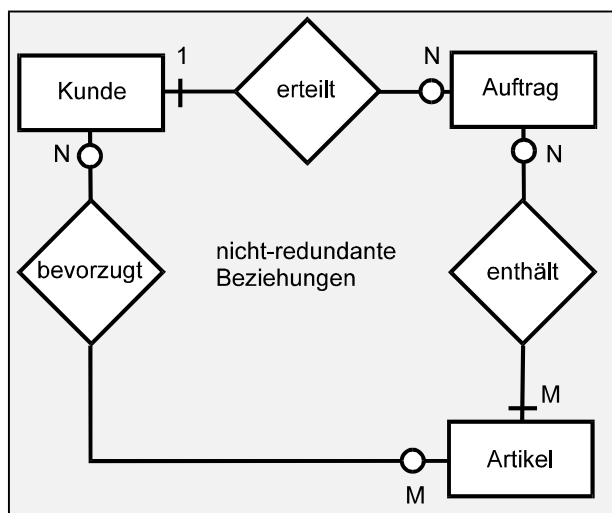 1
N
Kunde
erteilt
Auftrag
N
N
bevorzugt
nicht-redundante
Beziehungen
enthält
M
Artikel
M